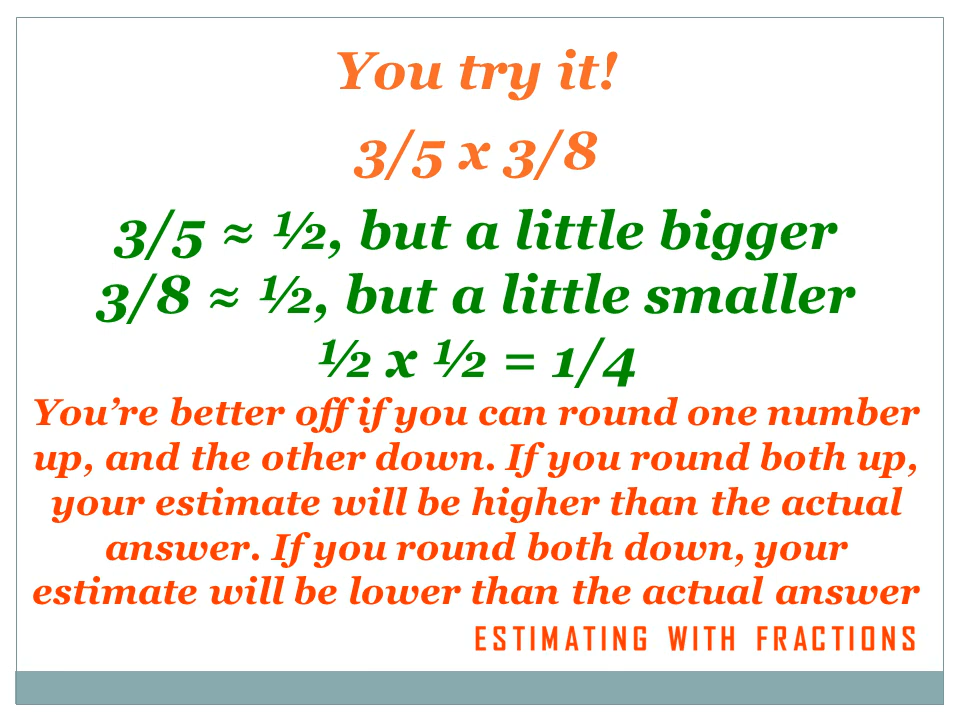 You try it!
3/5 x 3/8
3/5 ≈ ½, but a little bigger
3/8 ≈ ½, but a little smaller
½ x ½ = 1/4
You’re better off if you can round one number
up, and the other down. If you round both up,
your estimate will be higher than the actual
answer. If you round both down, your
estimate will be lower than the actual answer
ESTIMATING WITH FRACTIONS